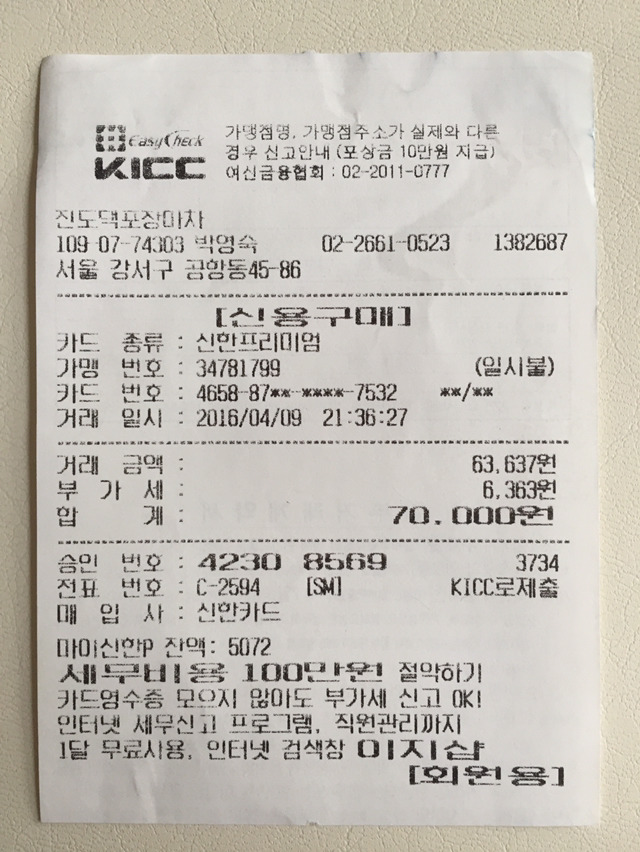 EasyCheck
KICC
가맹점명, 가맹점주소가 실제와 다른
경우 신고안내 (포상금 10만원 지급)
여신금융협회 : 02-2011-0777
진도댁포장마차
109-07-74303 박영숙 02-2661-0523 1382687
서울 강서구 공항동45-86
[신용구매]
카드 종류 : 신한프리미엄
가맹 번호 : 34781799 (일시불)
카드 번호 : 4658-87**-****-7532 **/**
거래 일시 : 2016/04/09 21:36:27
거래 금액 : 63,637원
부 가 세 : 6,363원
합 계 : 70,000원
승인 번호 : 4230 8569 3734
전표 번호 : C-2594 [SM] KICC로제출
매 입 사 : 신한카드
마이신한P 잔액: 5072
세무비용 100만원 절약하기
카드영수증 모으지 않아도 부가세 신고 OK!
인터넷 세무신고 프로그램, 직원관리까지
1달 무료사용, 인터넷 검색창 이지샵
[회원용]